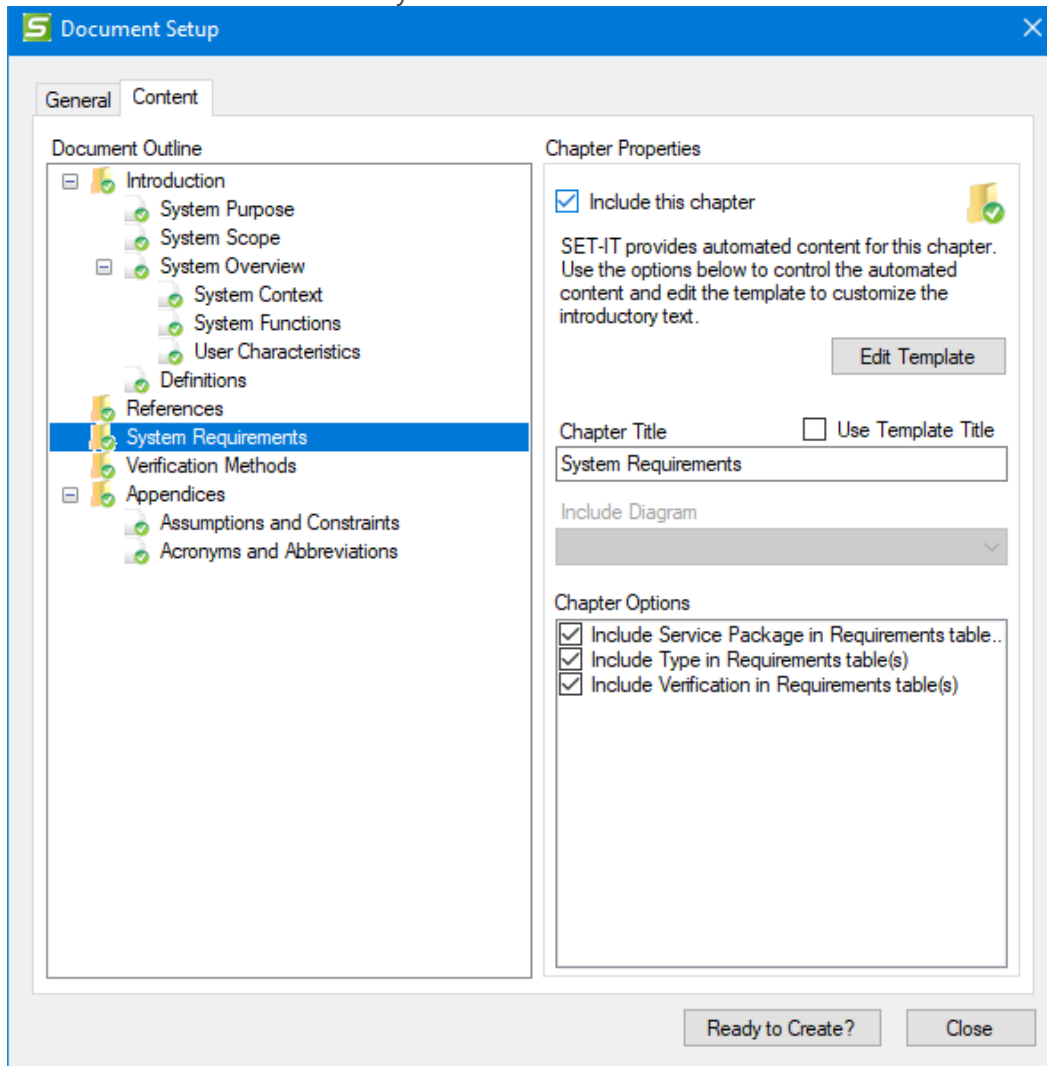 Document Setup
General
Content
Document Outline
Introduction
System Purpose
System Scope
System Overview
System Context
System Functions
User Characteristics
Definitions
References
System Requirements
Verification Methods
Appendices
Assumptions and Constraints
Acronyms and Abbreviations
Chapter Properties
Include this chapter
SET-IT provides automated content for this chapter.
Use the options below to control the automated
content and edit the template to customize the
introductory text.
Edit Template
Chapter Title
Use Template Title
System Requirements
Include Diagram
Chapter Options
Include Service Package in Requirements table..
Include Type in Requirements table(s)
Include Verification in Requirements table(s)
Ready to Create?
Close